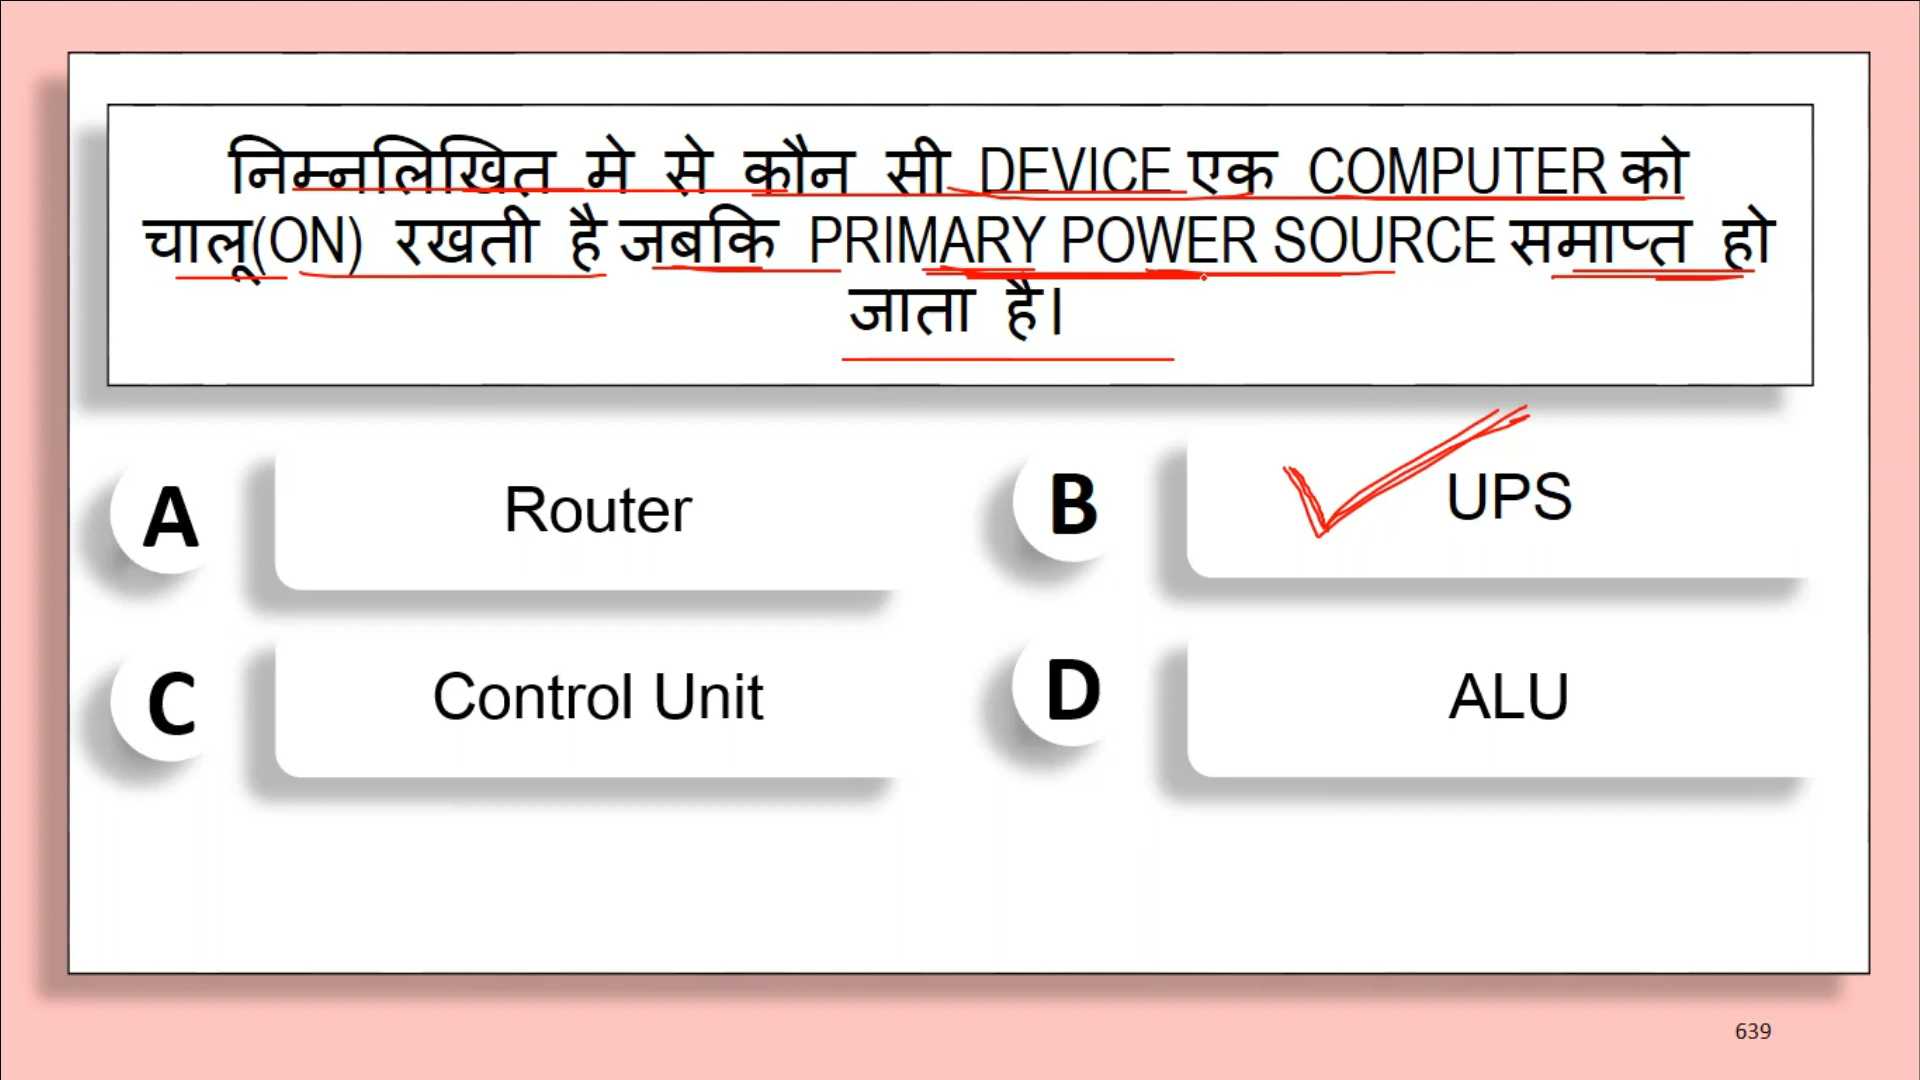 निम्नलिखित मे से कौन सी DEVICE एक COMPUTER को
चालू(ON) रखती है जबकि PRIMARY POWER SOURCE समाप्त हो
जाता है।
A Router
B UPS
C Control Unit
D ALU
639